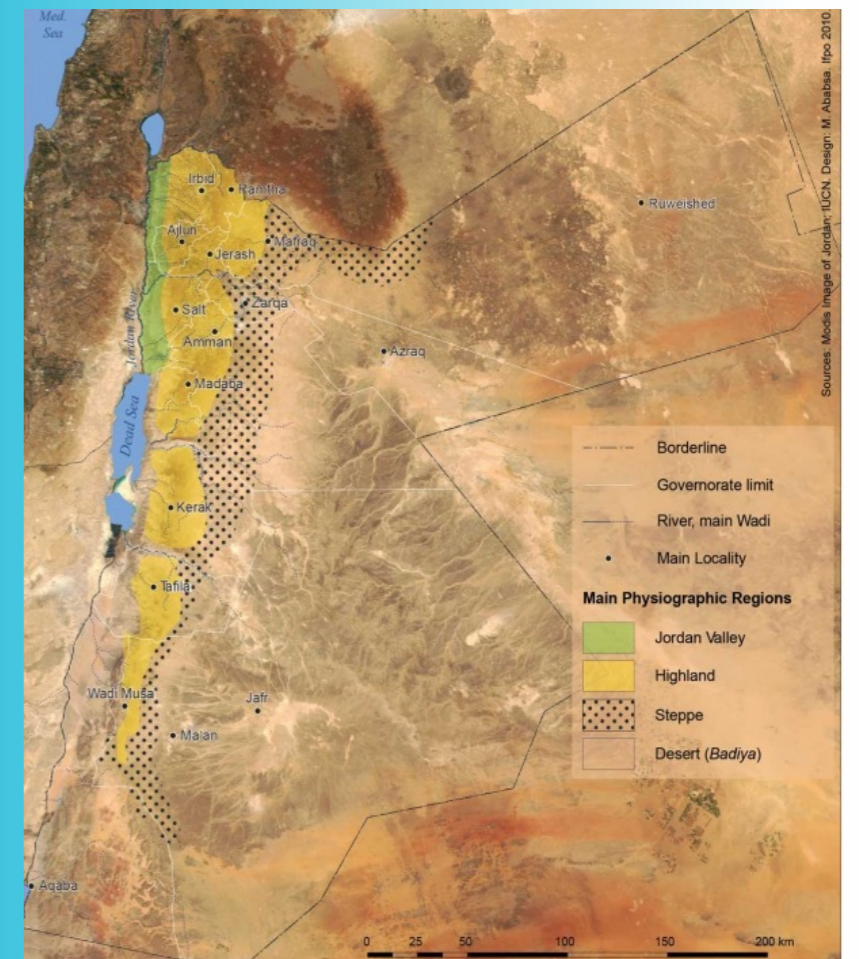 Med.
Sea
Sources: Modis Image of Jordan; IUCN. Design: M. Ababsa. Ifpo 2010.
Irbid
Ramtha
Ruweished
Ajlun
Mafraq
Jerash
Jordan River
Salt
Zarqa
Amman
Azraq
Madaba
Dead Sea
Kerak
Tafila
Wadi Musa
Jafr
Ma'an
Aqaba
Borderline
Governorate limit
River, main Wadi
Main Locality
Main Physiographic Regions
Jordan Valley
Highland
Steppe
Desert (Badiya)
0 25 50 100 150 200 km